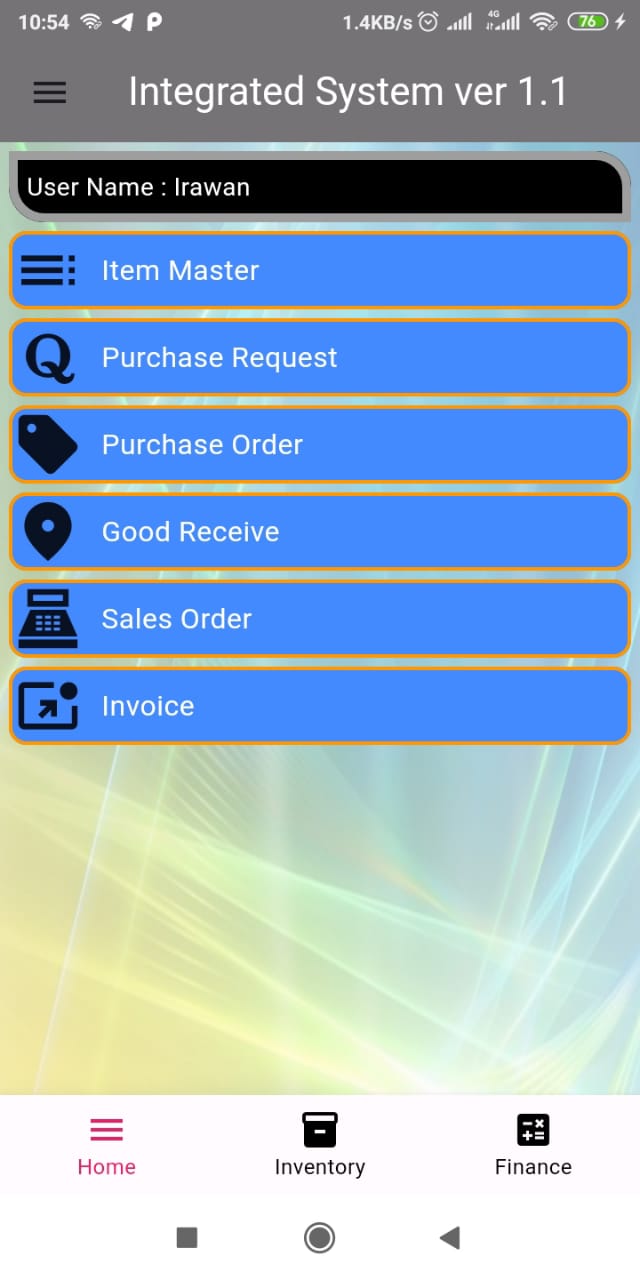 10:54 1.4KB/s 4G 76
Integrated System ver 1.1
User Name : Irawan
Item Master
Purchase Request
Purchase Order
Good Receive
Sales Order
Invoice
Home Inventory Finance